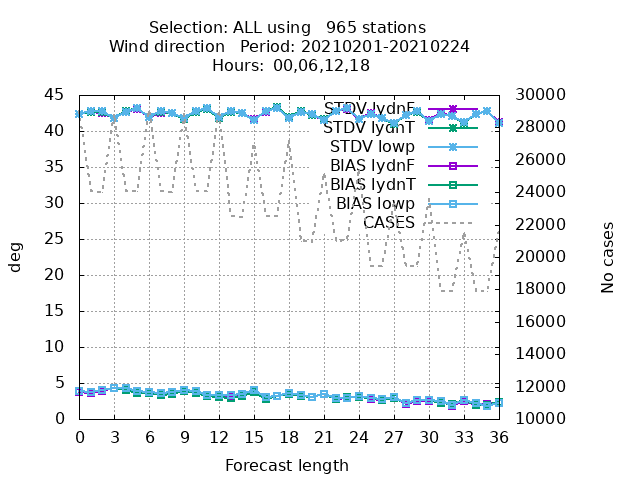 Selection: ALL using   965 stations
Wind direction   Period: 20210201-20210224
Hours:  00,06,12,18
45
40
35
30
25
20
15
10
5
0
deg
30000
28000
26000
24000
22000
20000
18000
16000
14000
12000
10000
No cases
STDV lydnF
STDV lydnT
STDV lowp
BIAS lydnF
BIAS lydnT
BIAS lowp
CASES
0 3 6 9 12 15 18 21 24 27 30 33 36
Forecast length